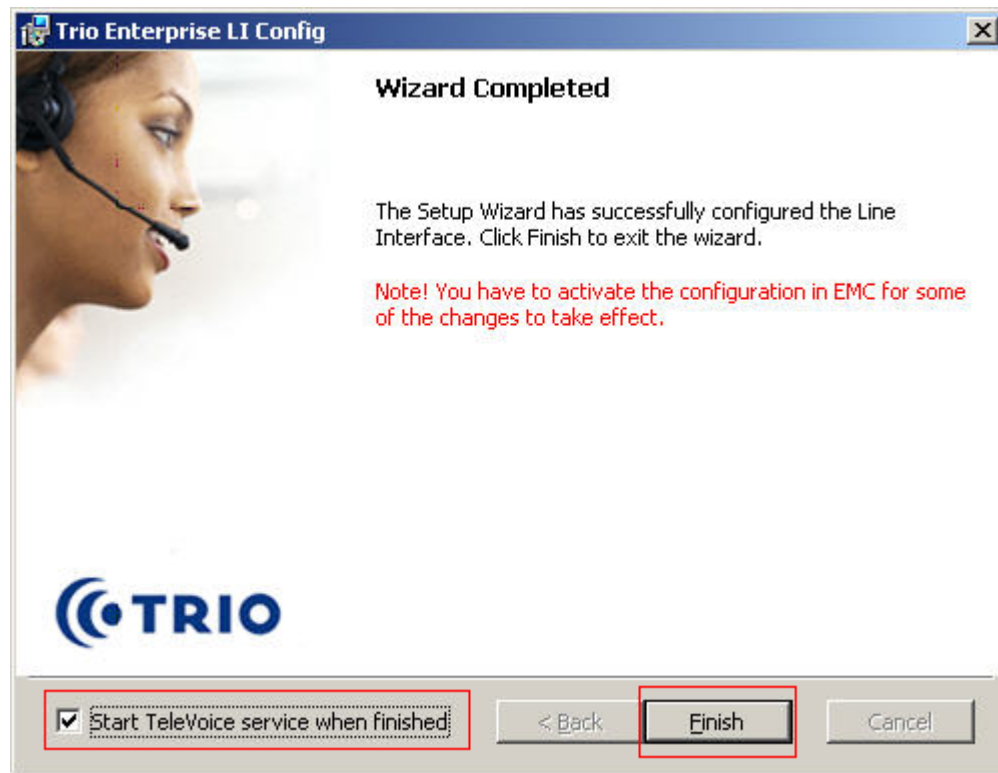 Trio Enterprise LI Config
Wizard Completed
The Setup Wizard has successfully configured the Line
Interface. Click Finish to exit the wizard.
Note! You have to activate the configuration in EMC for some
of the changes to take effect.
TRIO
Start TeleVoice service when finished
< Back
Finish
Cancel